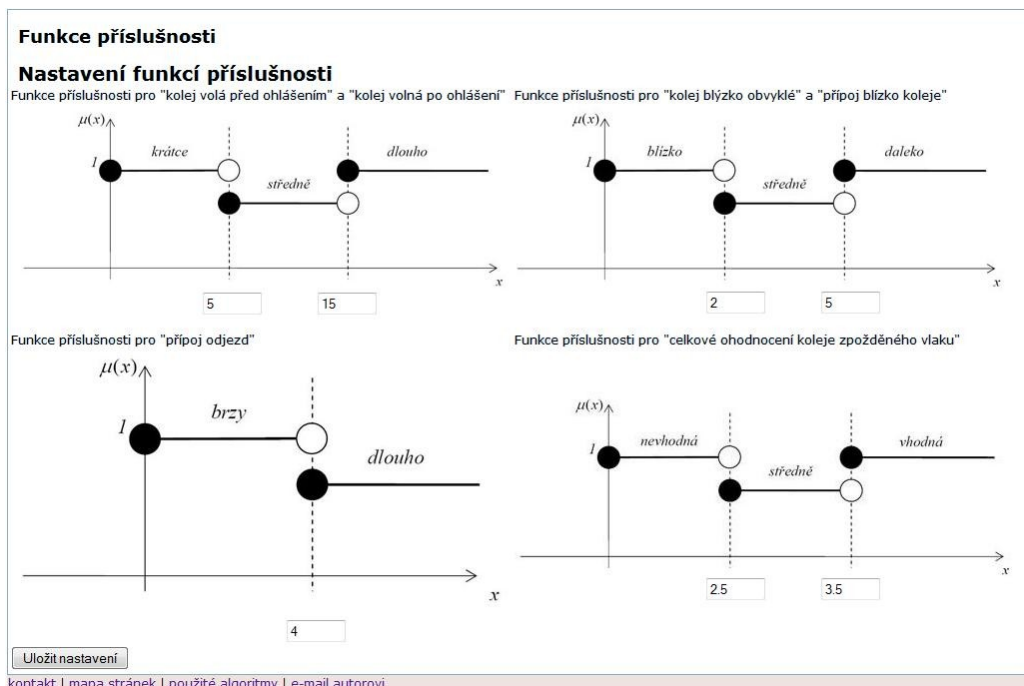 Funkce příslušnosti
Nastavení funkcí příslušnosti
Funkce příslušnosti pro "kolej volá před ohlášením" a "kolej volná po ohlášení"
μ(x)
1
krátce
středně
dlouho
x
5
15
Funkce příslušnosti pro "kolej blýzko obvyklé" a "přípoj blízko koleje"
μ(x)
1
blízko
středně
daleko
x
2
5
Funkce příslušnosti pro "přípoj odjezd"
μ(x)
1
brzy
dlouho
x
4
Funkce příslušnosti pro "celkové ohodnocení koleje zpožděného vlaku"
μ(x)
1
nevhodná
středně
vhodná
x
2.5
3.5
Uložit nastavení
kontakt | mapa stránek | použité algoritmy | e-mail autorovi